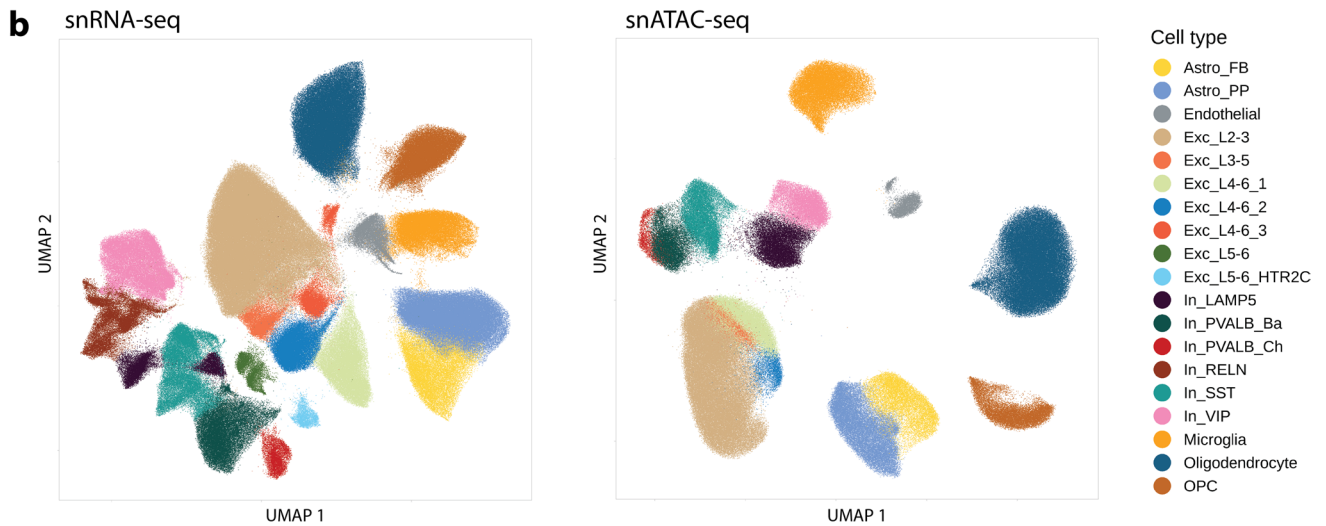 b
snRNA-seq
snATAC-seq
UMAP 2
UMAP 1
UMAP 2
UMAP 1
Cell type
Astro_FB
Astro_PP
Endothelial
Exc_L2-3
Exc_L3-5
Exc_L4-6_1
Exc_L4-6_2
Exc_L4-6_3
Exc_L5-6
Exc_L5-6_HTR2C
In_LAMP5
In_PVALB_Ba
In_PVALB_Ch
In_RELN
In_SST
In_VIP
Microglia
Oligodendrocyte
OPC